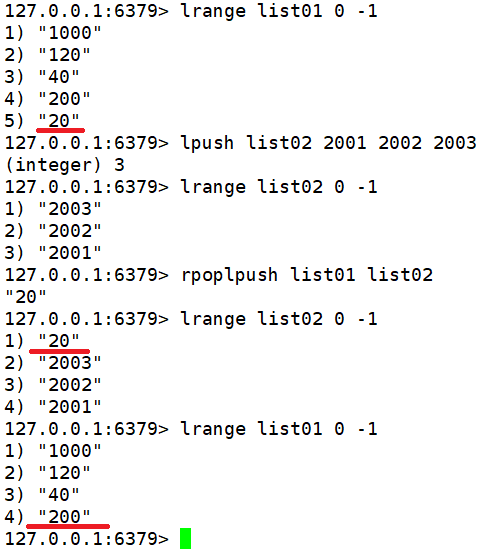 127.0.0.1:6379> lrange list01 0 -1
1) "1000"
2) "120"
3) "40"
4) "200"
5) "20"
127.0.0.1:6379> lpush list02 2001 2002 2003
(integer) 3
127.0.0.1:6379> lrange list02 0 -1
1) "2003"
2) "2002"
3) "2001"
127.0.0.1:6379> rpoplpush list01 list02
"20"
127.0.0.1:6379> lrange list02 0 -1
1) "20"
2) "2003"
3) "2002"
4) "2001"
127.0.0.1:6379> lrange list01 0 -1
1) "1000"
2) "120"
3) "40"
4) "200"
127.0.0.1:6379>